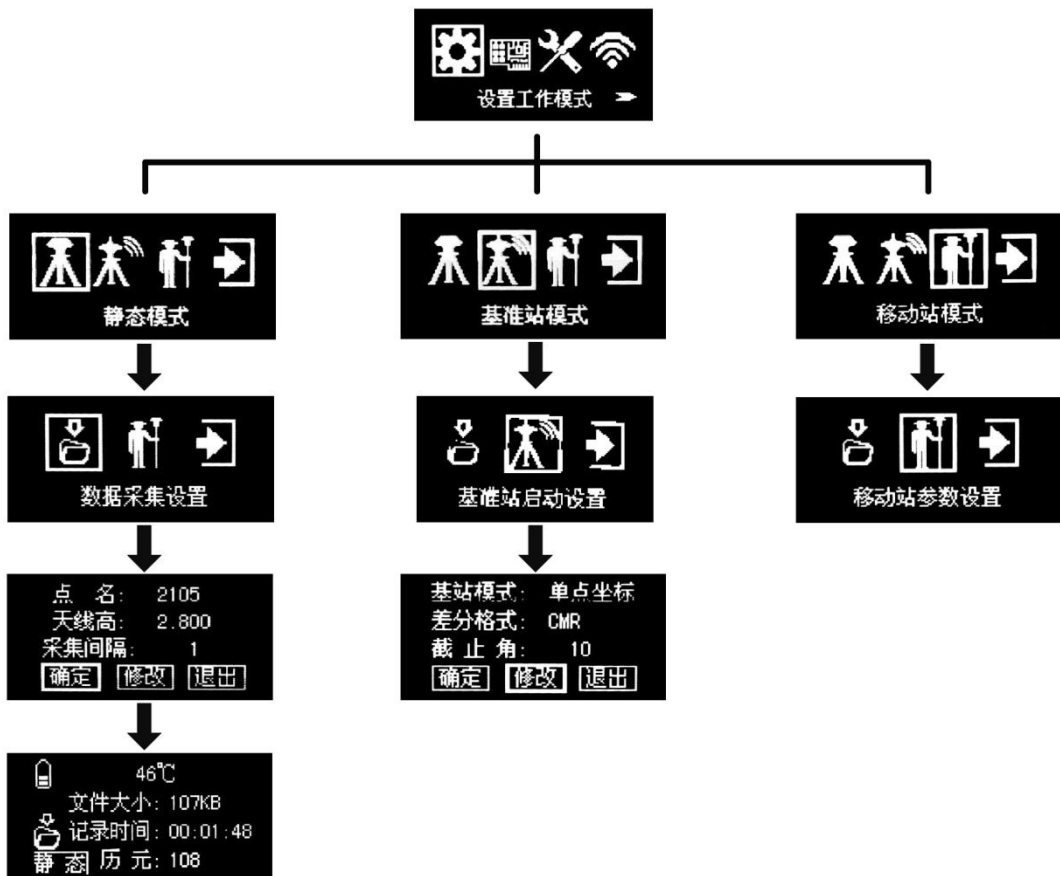 设置工作模式
静态模式
基准站模式
移动站模式
数据采集设置
基准站启动设置
移动站参数设置
点 名: 2105
天线高: 2.800
采集间隔: 1
确定 修改 退出
基站模式: 单点坐标
差分格式: CMR
截止角: 10
确定 修改 退出
46℃
文件大小: 107KB
记录时间: 00:01:48
静态 历元: 108